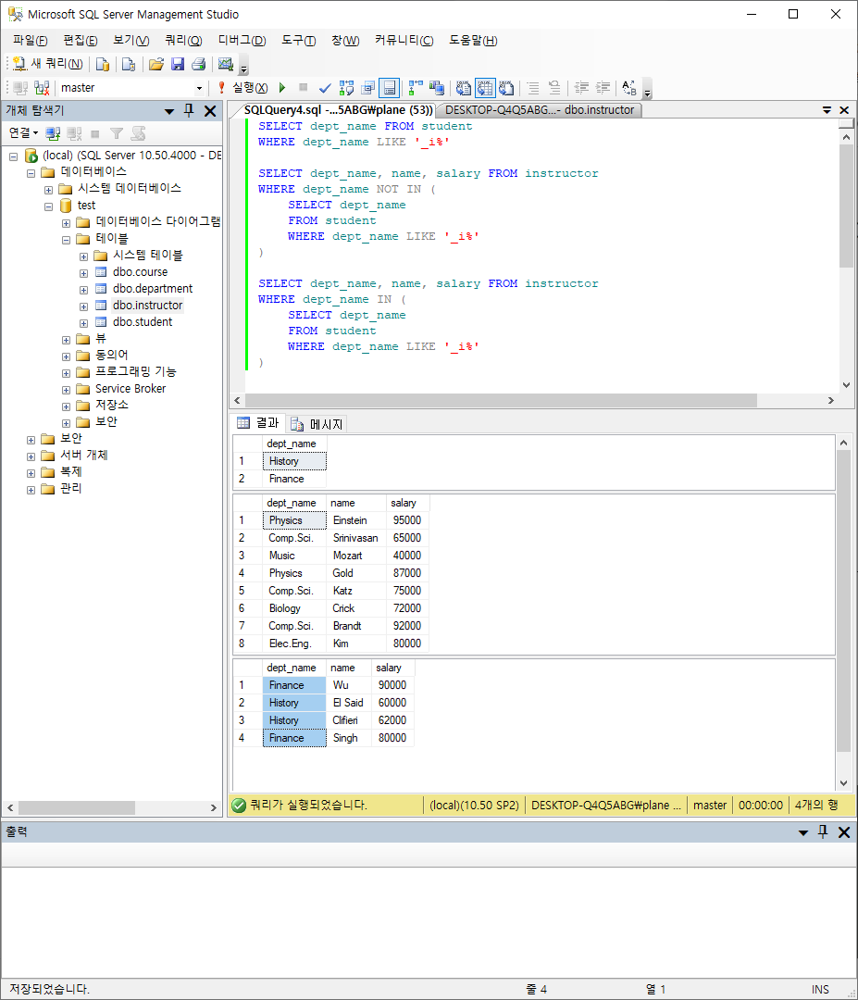 Microsoft SQL Server Management Studio
파일(F) 편집(E) 보기(V) 쿼리(Q) 디버그(D) 도구(T) 창(W) 커뮤니티(C) 도움말(H)
새 쿼리(N)
master 실행(X)
개체 탐색기
연결
(local) (SQL Server 10.50.4000 - DE
데이터베이스
시스템 데이터베이스
test
데이터베이스 다이어그램
테이블
시스템 테이블
dbo.course
dbo.department
dbo.instructor
dbo.student
뷰
동의어
프로그래밍 기능
Service Broker
저장소
보안
보안
서버 개체
복제
관리
SQLQuery4.sql -...5ABG₩plane (53)) DESKTOP-Q4Q5ABG...- dbo.instructor
SELECT dept_name FROM student
WHERE dept_name LIKE '_i%'
SELECT dept_name, name, salary FROM instructor
WHERE dept_name NOT IN (
SELECT dept_name
FROM student
WHERE dept_name LIKE '_i%'
)
SELECT dept_name, name, salary FROM instructor
WHERE dept_name IN (
SELECT dept_name
FROM student
WHERE dept_name LIKE '_i%'
)
결과 메시지
dept_name
1 History
2 Finance
dept_name name salary
1 Physics Einstein 95000
2 Comp.Sci. Srinivasan 65000
3 Music Mozart 40000
4 Physics Gold 87000
5 Comp.Sci. Katz 75000
6 Biology Crick 72000
7 Comp.Sci. Brandt 92000
8 Elec.Eng. Kim 80000
dept_name name salary
1 Finance Wu 90000
2 History El Said 60000
3 History Clifieri 62000
4 Finance Singh 80000
쿼리가 실행되었습니다. (local)(10.50 SP2) DESKTOP-Q4Q5ABG₩plane ... master 00:00:00 4개의 행
출력
저장되었습니다. 줄 4 열 1 INS